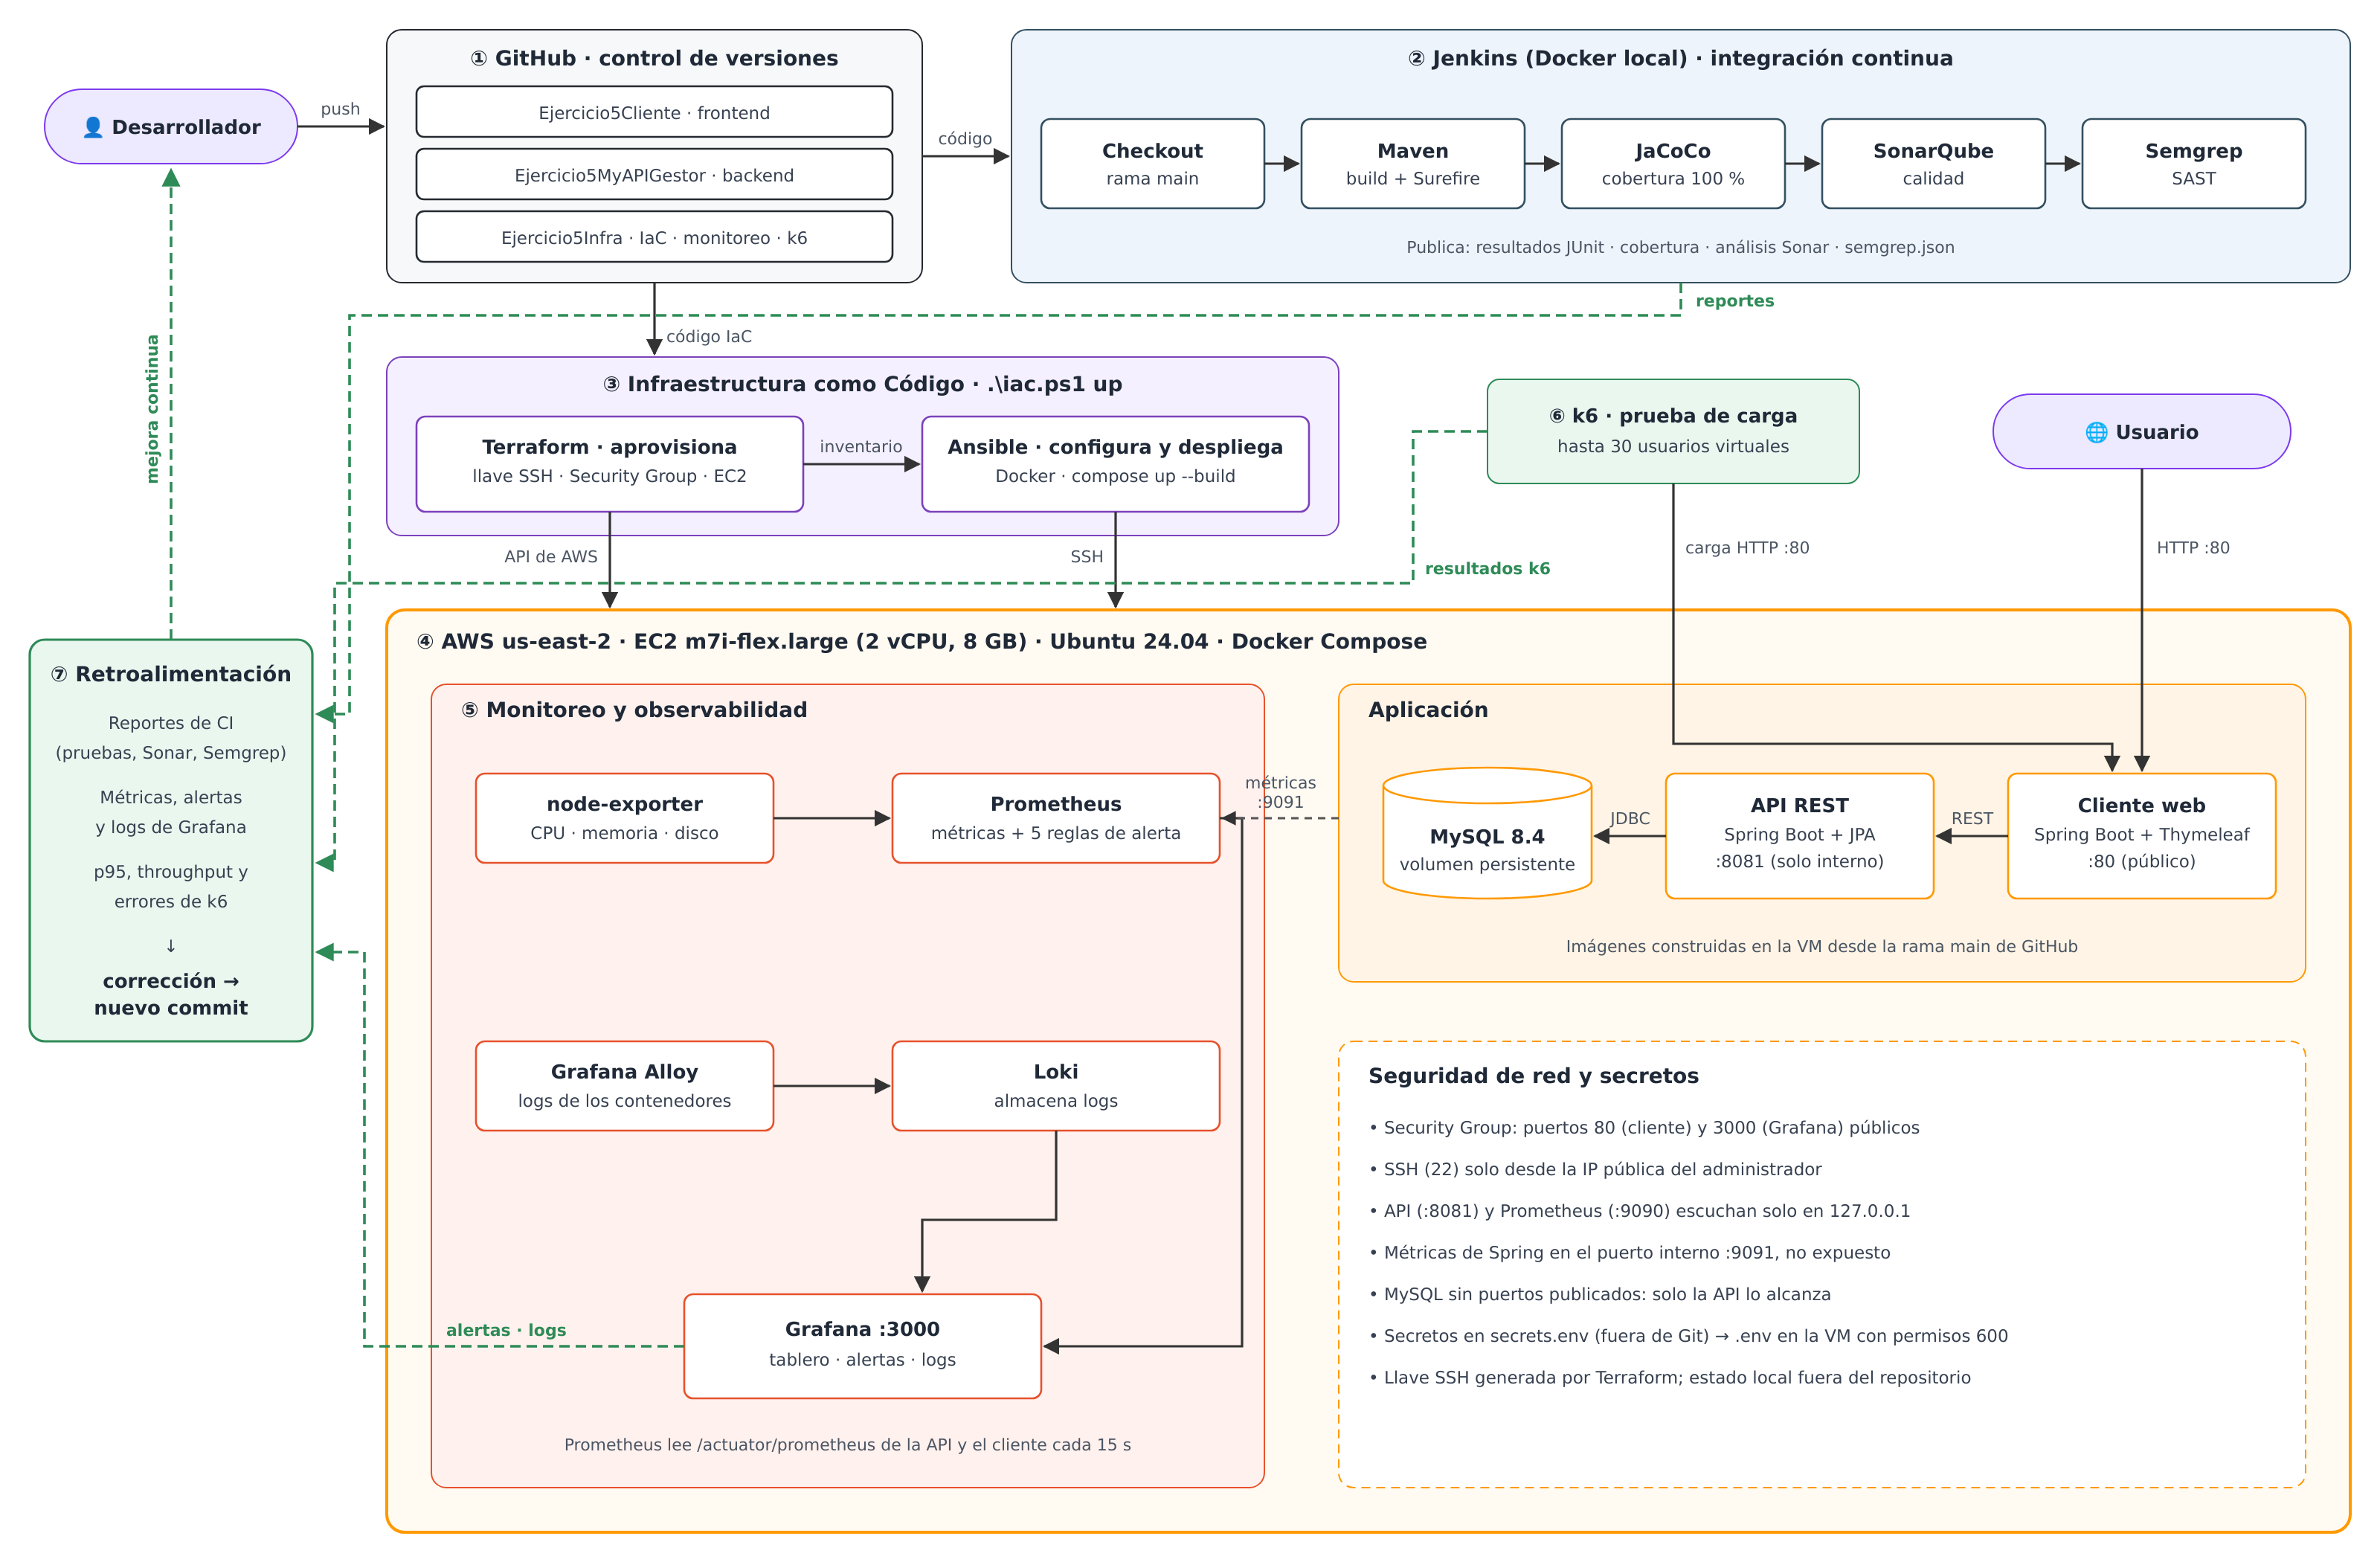 ① GitHub · control de versiones
Ejercicio5Cliente · frontend
Ejercicio5MyAPIGestor · backend
Ejercicio5Infra · IaC · monitoreo · k6
👤 Desarrollador
push
código
② Jenkins (Docker local) · integración continua
Checkout
rama main
Maven
build + Surefire
JaCoCo
cobertura 100 %
SonarQube
calidad
Semgrep
SAST
Publica: resultados JUnit · cobertura · análisis Sonar · semgrep.json
reportes
código IaC
mejora continua
③ Infraestructura como Código · .\iac.ps1 up
Terraform · aprovisiona
llave SSH · Security Group · EC2
inventario
Ansible · configura y despliega
Docker · compose up --build
API de AWS
SSH
⑥ k6 · prueba de carga
hasta 30 usuarios virtuales
🌐 Usuario
carga HTTP :80
HTTP :80
resultados k6
⑦ Retroalimentación
Reportes de CI
(pruebas, Sonar, Semgrep)
Métricas, alertas
y logs de Grafana
p95, throughput y
errores de k6
↓
corrección →
nuevo commit
④ AWS us-east-2 · EC2 m7i-flex.large (2 vCPU, 8 GB) · Ubuntu 24.04 · Docker Compose
⑤ Monitoreo y observabilidad
node-exporter
CPU · memoria · disco
Prometheus
métricas + 5 reglas de alerta
métricas
:9091
Grafana Alloy
logs de los contenedores
Loki
almacena logs
alertas · logs
Grafana :3000
tablero · alertas · logs
Prometheus lee /actuator/prometheus de la API y el cliente cada 15 s
Aplicación
MySQL 8.4
volumen persistente
JDBC
API REST
Spring Boot + JPA
:8081 (solo interno)
REST
Cliente web
Spring Boot + Thymeleaf
:80 (público)
Imágenes construidas en la VM desde la rama main de GitHub
Seguridad de red y secretos
• Security Group: puertos 80 (cliente) y 3000 (Grafana) públicos
• SSH (22) solo desde la IP pública del administrador
• API (:8081) y Prometheus (:9090) escuchan solo en 127.0.0.1
• Métricas de Spring en el puerto interno :9091, no expuesto
• MySQL sin puertos publicados: solo la API lo alcanza
• Secretos en secrets.env (fuera de Git) → .env en la VM con permisos 600
• Llave SSH generada por Terraform; estado local fuera del repositorio